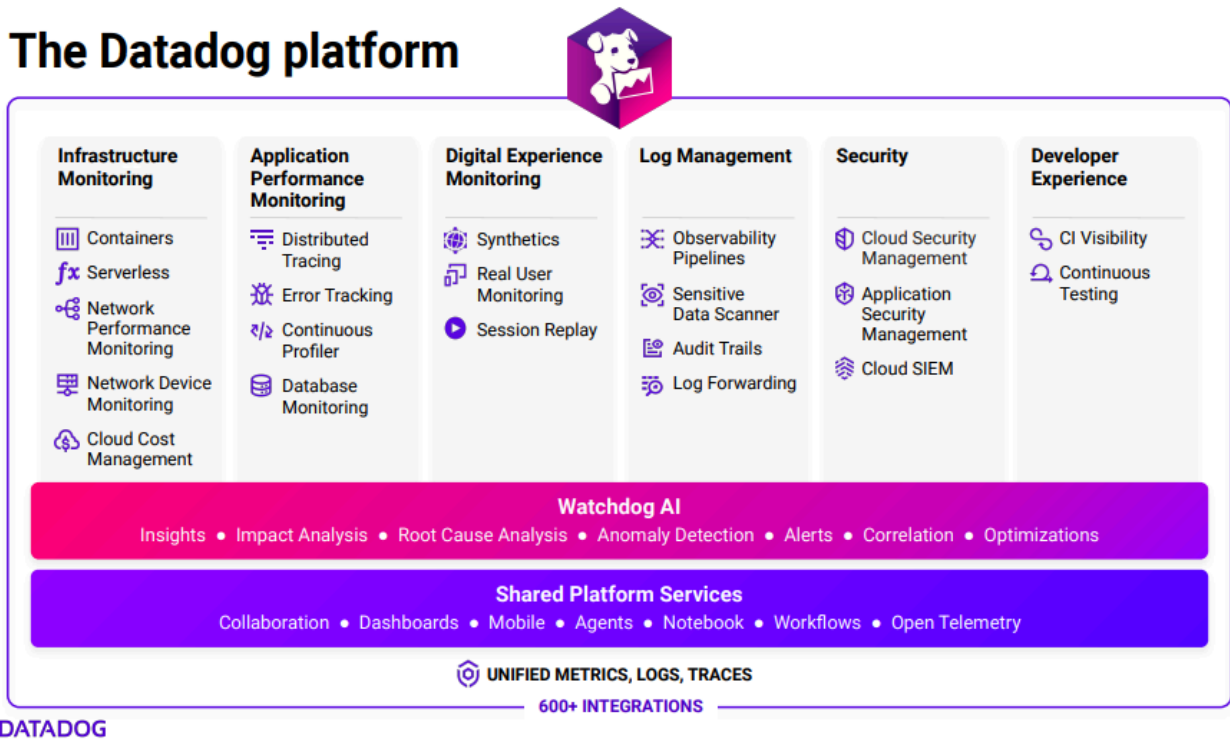 The Datadog platform
Infrastructure
Monitoring
Containers
fx Serverless
Network
Performance
Monitoring
Network Device
Monitoring
Cloud Cost
Management
Application
Performance
Monitoring
Distributed
Tracing
Error Tracking
Continuous
Profiler
Database
Monitoring
Digital Experience
Monitoring
Synthetics
Real User
Monitoring
Session Replay
Log Management
Observability
Pipelines
Sensitive
Data Scanner
Audit Trails
Log Forwarding
Security
Cloud Security
Management
Application
Security
Management
Cloud SIEM
Developer
Experience
CI Visibility
Continuous
Testing
Watchdog AI
Insights ● Impact Analysis ● Root Cause Analysis ● Anomaly Detection ● Alerts ● Correlation ● Optimizations
Shared Platform Services
Collaboration ● Dashboards ● Mobile ● Agents ● Notebook ● Workflows ● Open Telemetry
UNIFIED METRICS, LOGS, TRACES
600+ INTEGRATIONS
DATADOG